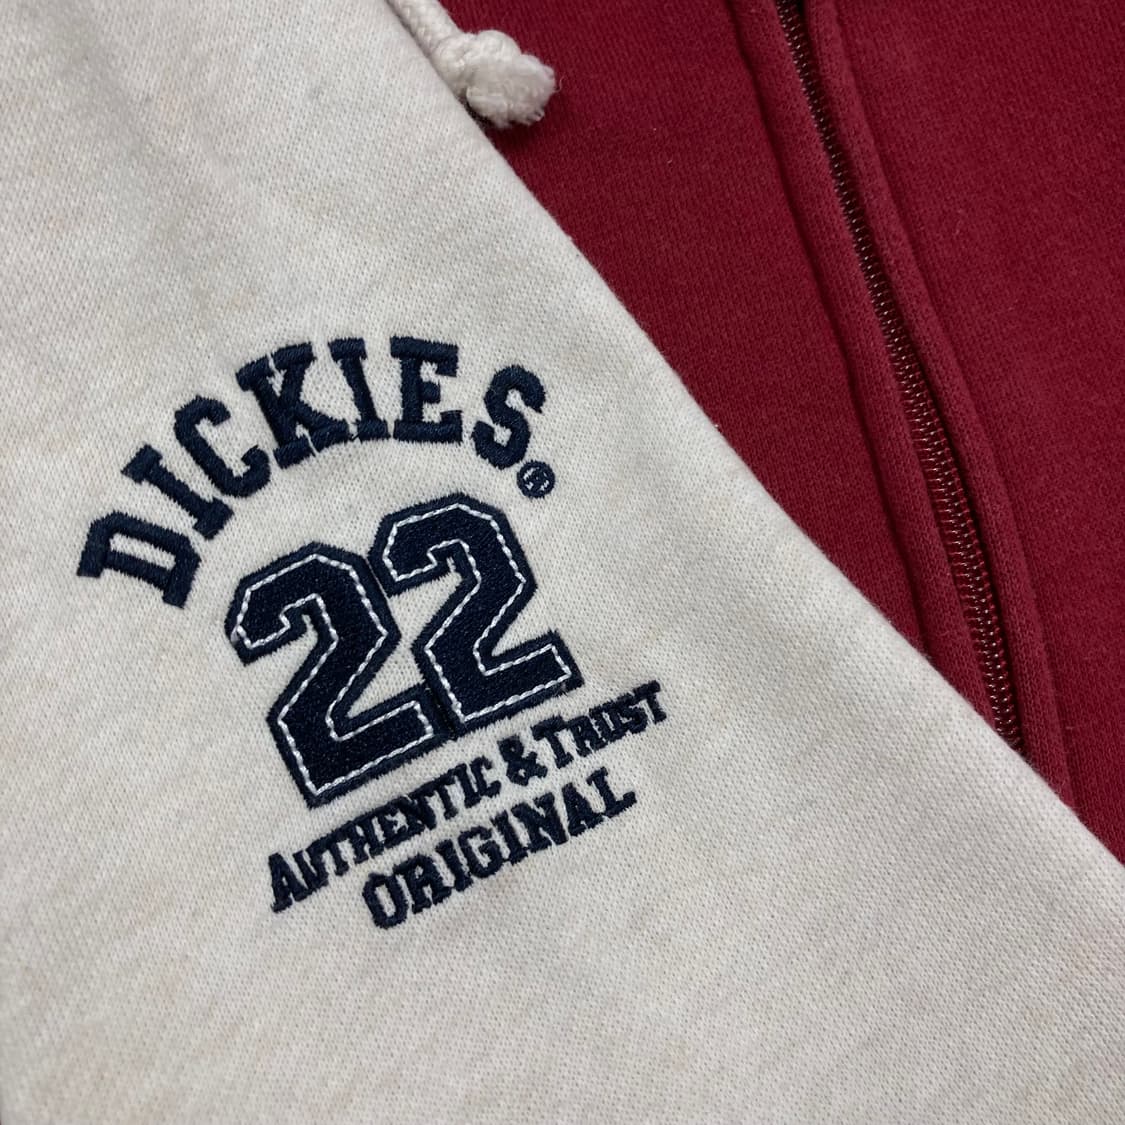 DICKIES®
22
AUTHENTIC & TRUST
ORIGINAL